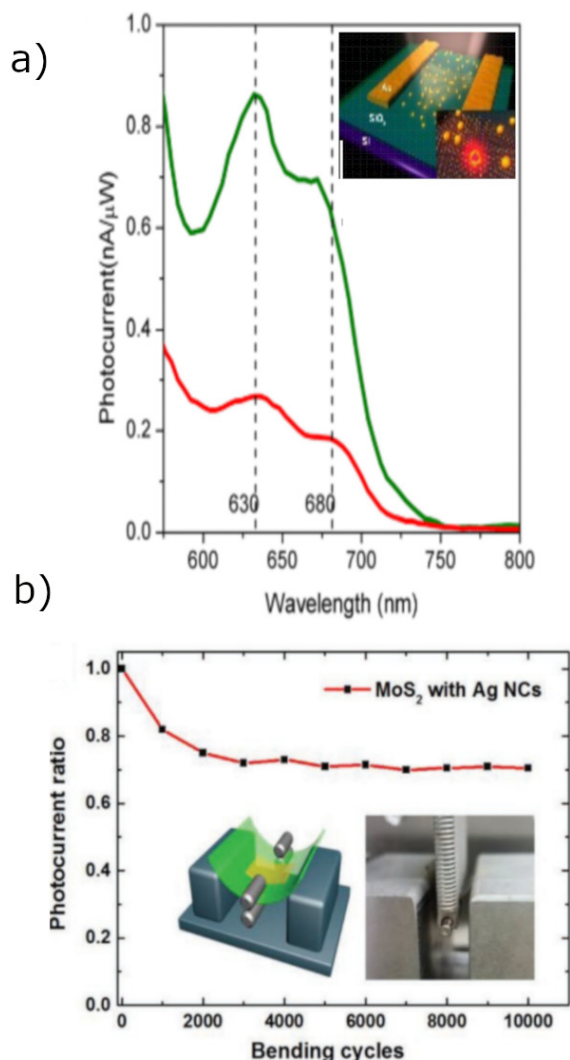 a)
1.0
0.8
0.6
0.4
0.2
0.0
Photocurrent(nA/μW)
SiO₂
630
680
600 650 700 750 800
Wavelength (nm)
b)
1.0
0.8
0.6
0.4
0.2
0.0
Photocurrent ratio
MoS₂ with Ag NCs
0 2000 4000 6000 8000 10000
Bending cycles